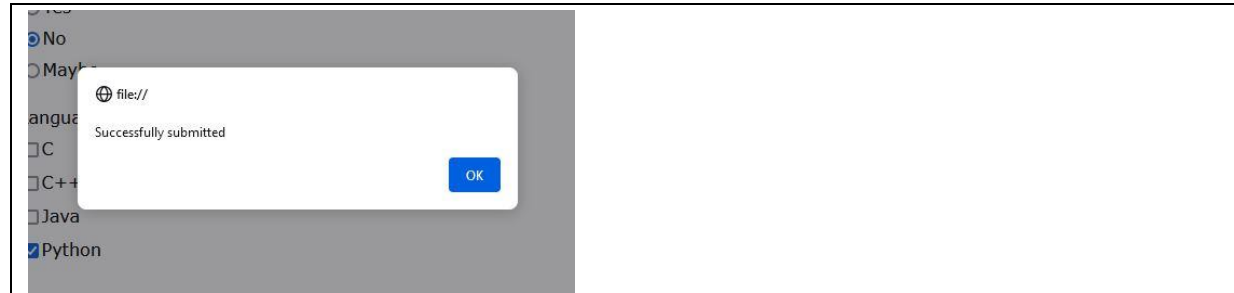 No
file://
Successfully submitted
OK
C
C++
Java
Python